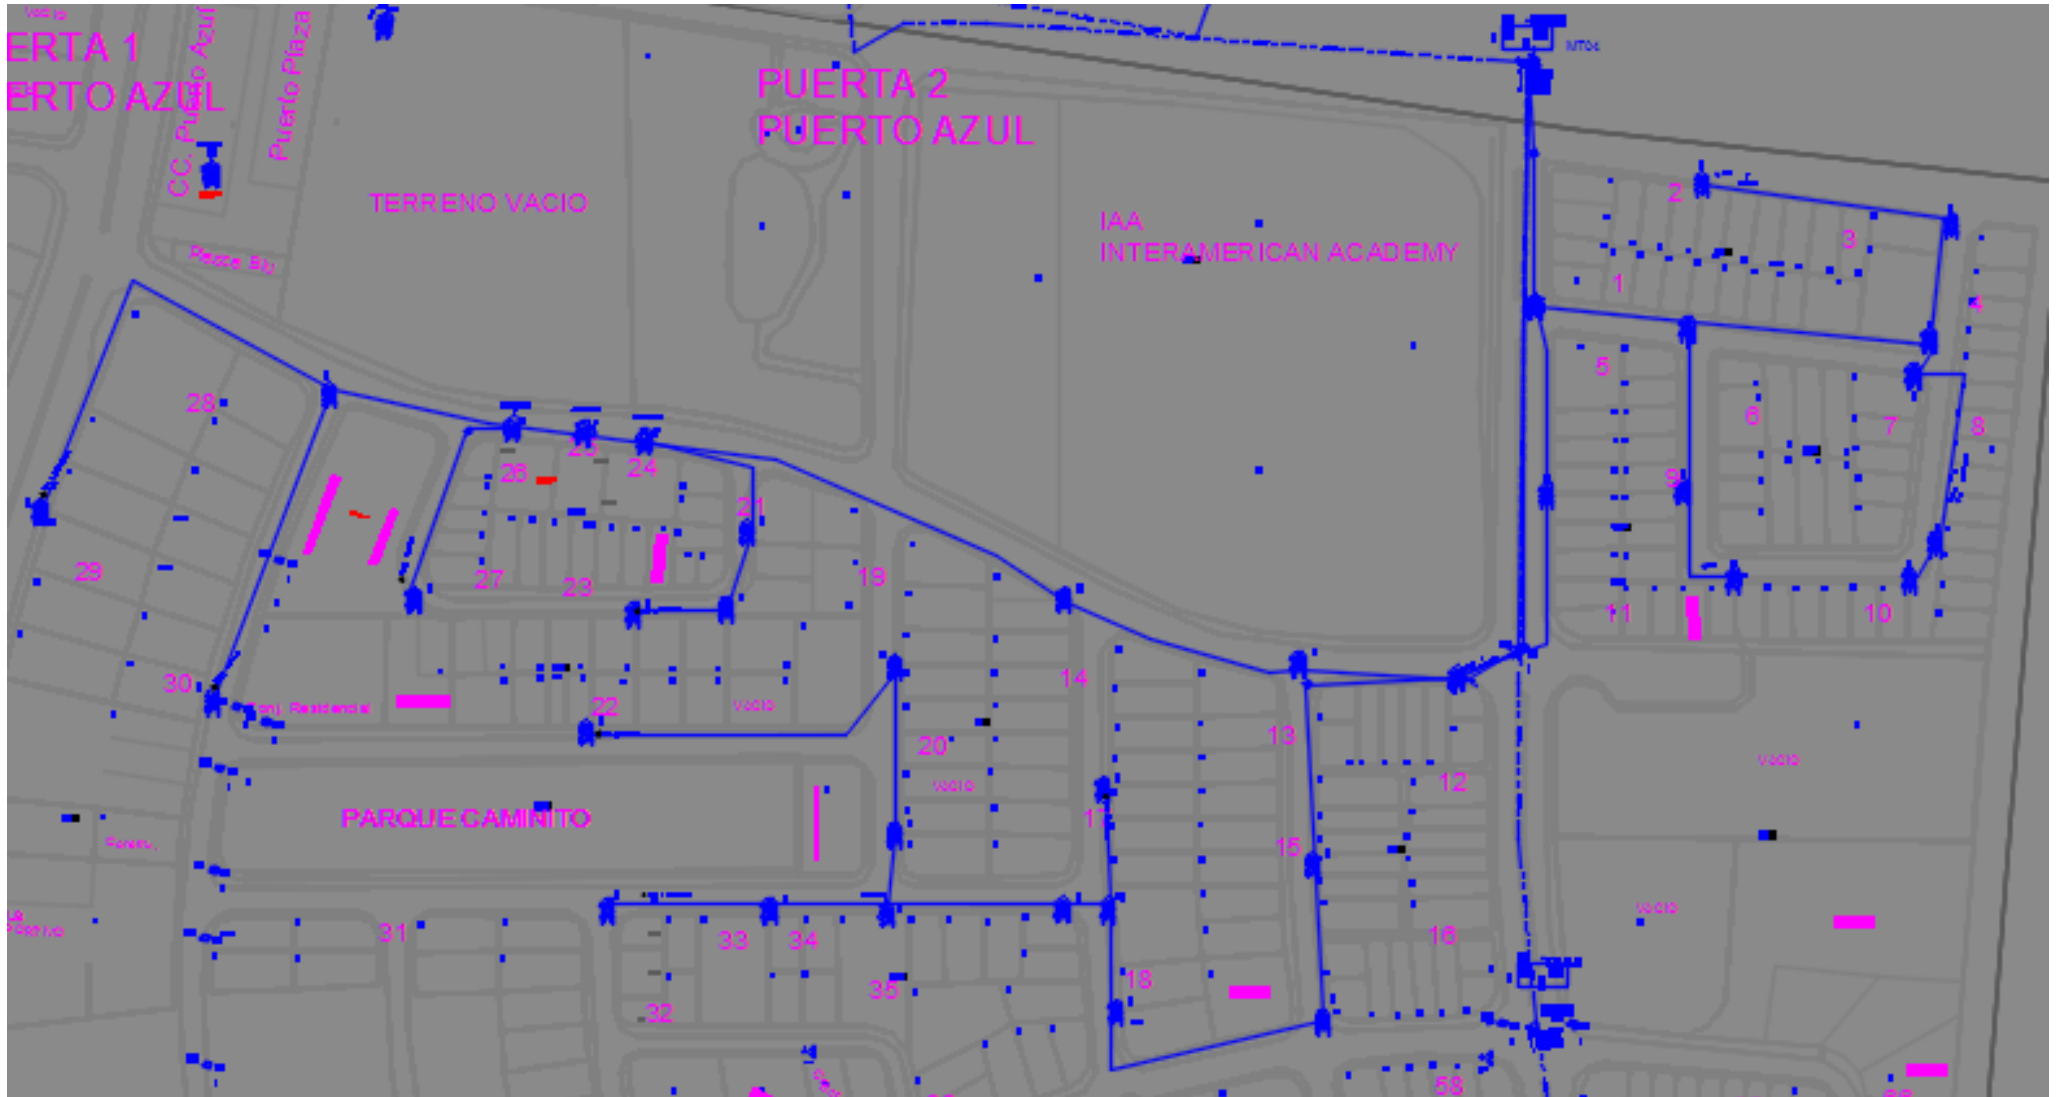 ERTA 1
ERTO AZUL
CC. Puerto Azul
Puerto Plaza
PUERTA 2
PUERTO AZUL
TERRENO VACIO
IAA
INTERAMERICAN ACADEMY
2
3
1
4
5
6
7
8
9
10
11
28
26
25
24
21
29
27
23
19
30
Conj. Residencial
22
vacio
14
20
vacio
13
12
vacio
PARQUE CAMINITO
17
15
vacio
31
33
34
16
35
18
32
58